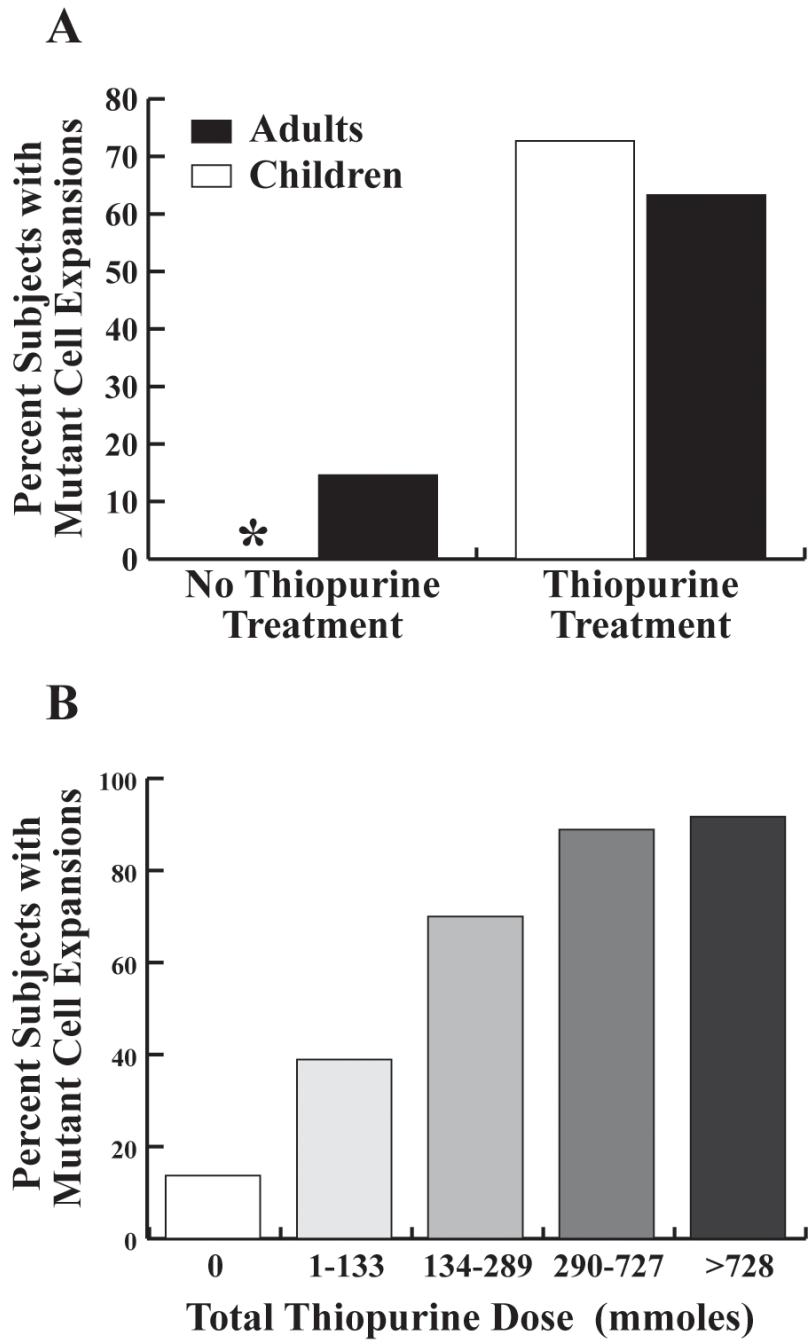 A
Percent Subjects with
Mutant Cell Expansions
80
70
60
50
40
30
20
10
0
Adults
Children
*
No Thiopurine
Treatment
Thiopurine
Treatment
B
Percent Subjects with
Mutant Cell Expansions
100
80
60
40
20
0
0 1-133 134-289 290-727 >728
Total Thiopurine Dose (mmoles)